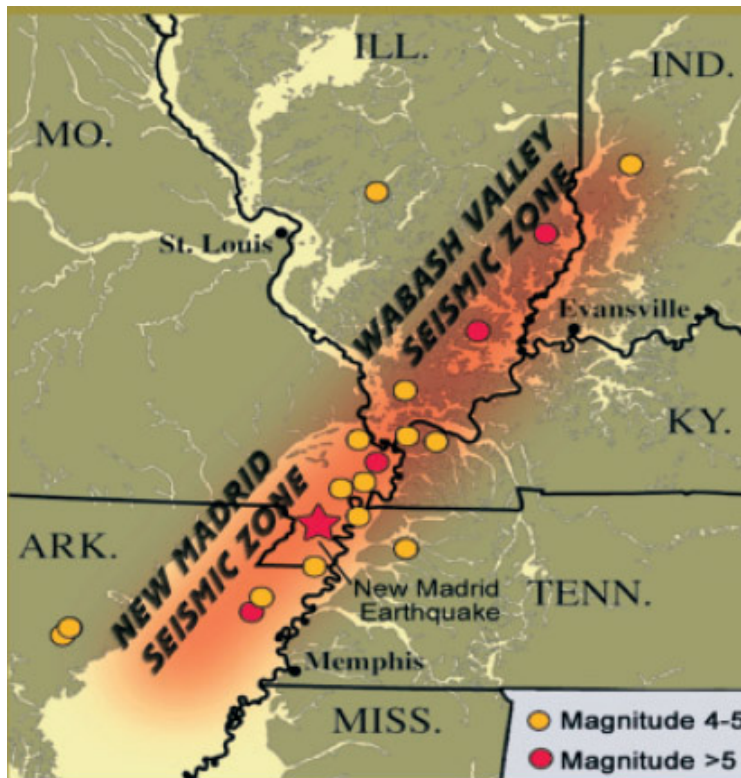 ILL.
IND.
MO.
WABASH VALLEY
SEISMIC ZONE
St. Louis
Evansville
KY.
NEW MADRID
SEISMIC ZONE
ARK.
New Madrid
Earthquake
TENN.
Memphis
MISS.
Magnitude 4-5
Magnitude >5